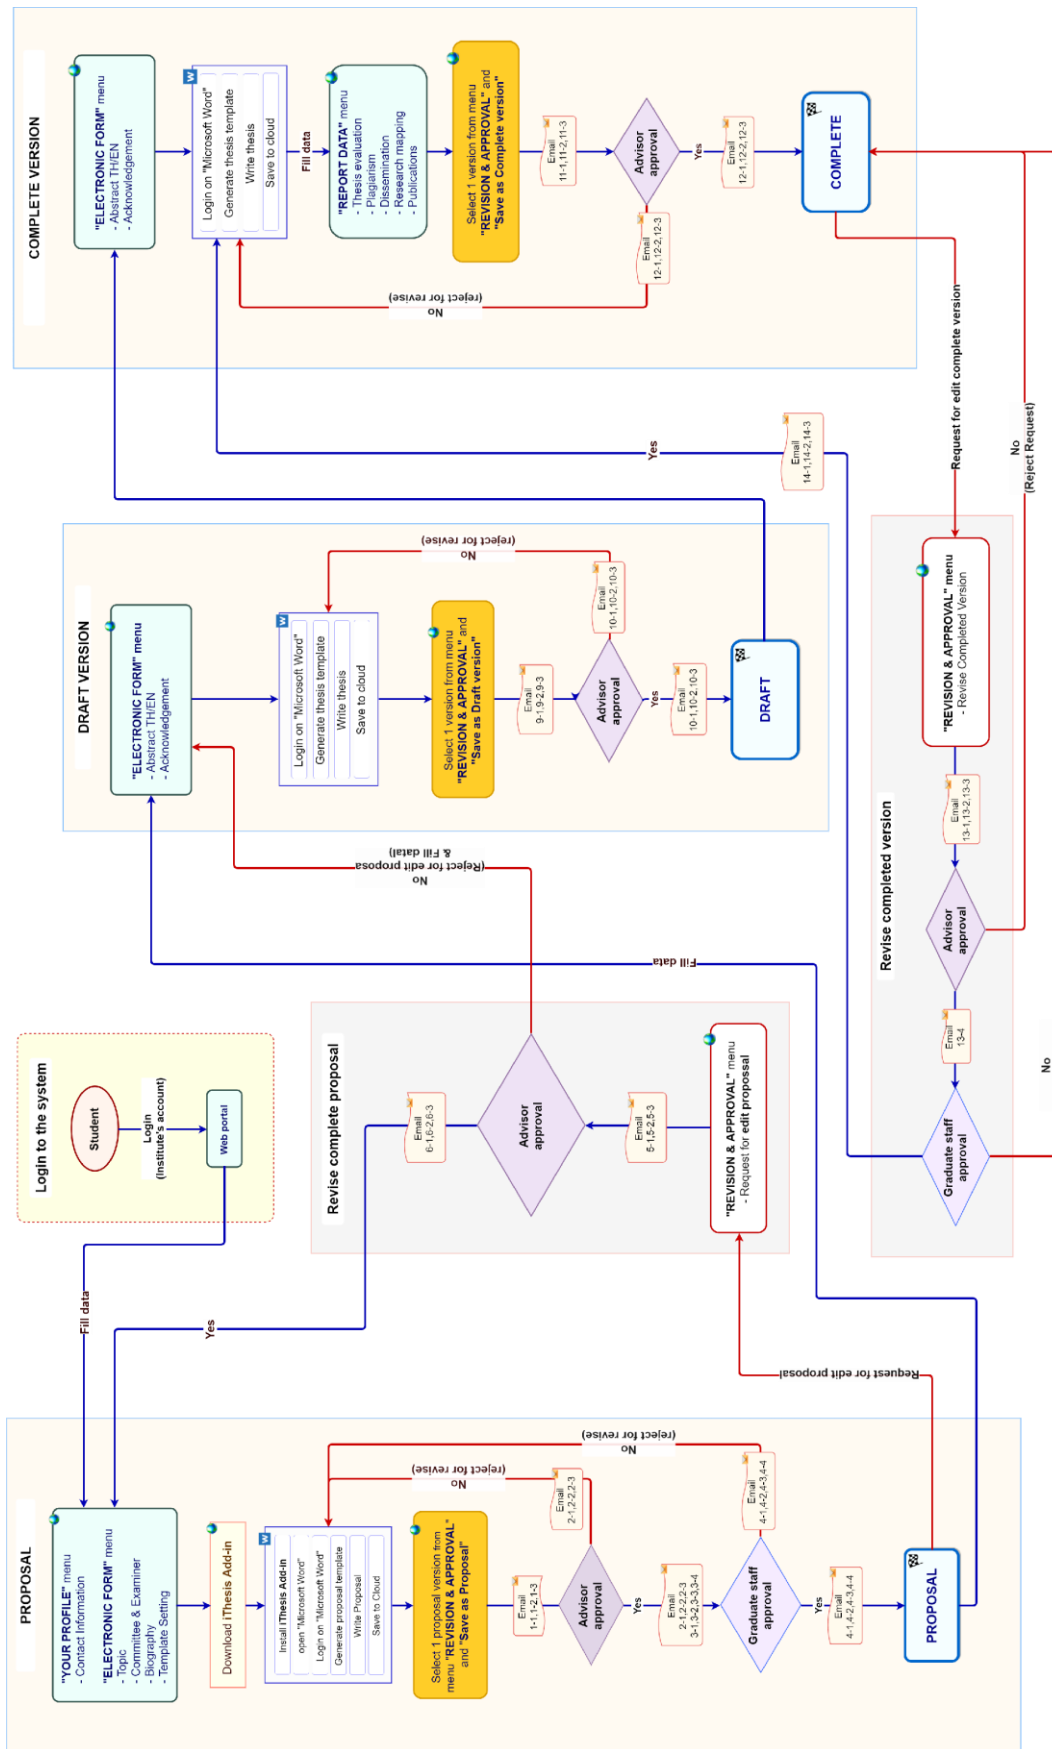 PROPOSAL
"YOUR PROFILE" menu
- Contact Information
"ELECTRONIC FORM" menu
- Topic
- Committee & Examiner
- Biography
- Template Setting
Download iThesis Add-in
Install iThesis Add-in
open "Microsoft Word"
Login on "Microsoft Word"
Generate proposal template
Write Proposal
Save to Cloud
Select 1 proposal version from
menu "REVISION & APPROVAL"
and "Save as Proposal"
Email
1-1,1-2,1-3
Advisor
approval
Email
2-1,2-2,2-3
No
(reject for revise)
Yes
Email
2-1,2-2,2-3
3-1,3-2,3-3,3-4
Graduate staff
approval
Email
4-1,4-2,4-3,4-4
No
(reject for revise)
Yes
Email
4-1,4-2,4-3,4-4
PROPOSAL
Request for edit proposal
Fill data
Yes
Login to the system
Student
Login
(Institute's account)
Web portal
Revise complete proposal
Email
6-1,6-2,6-3
Advisor
approval
Email
5-1,5-2,5-3
"REVISION & APPROVAL" menu
- Request for edit propossal
Fill data
No
(Reject for edit proposa
& Fill datal)
DRAFT VERSION
"ELECTRONIC FORM" menu
- Abstract TH/EN
- Acknowledgement
Login on "Microsoft Word"
Generate thesis template
Write thesis
Save to cloud
Select 1 version from menu
"REVISION & APPROVAL" and
"Save as Draft version"
Email
9-1,9-2,9-3
Advisor
approval
Email
10-1,10-2,10-3
No
(reject for revise)
Yes
Email
10-1,10-2,10-3
DRAFT
COMPLETE VERSION
"ELECTRONIC FORM" menu
- Abstract TH/EN
- Acknowledgement
Login on "Microsoft Word"
Generate thesis template
Write thesis
Save to cloud
Fill data
"REPORT DATA" menu
- Thesis evaluation
- Plagiarism
- Dissemination
- Research mapping
- Publications
Select 1 version from menu
"REVISION & APPROVAL" and
"Save as Complete version"
Email
11-1,11-2,11-3
Advisor
approval
Email
12-1,12-2,12-3
No
(reject for revise)
Yes
Email
12-1,12-2,12-3
COMPLETE
Yes
Email
14-1,14-2,14-3
Request for edit complete version
No
(Reject Request)
Revise completed version
"REVISION & APPROVAL" menu
- Revise Completed Version
Email
13-1,13-2,13-3
Advisor
approval
Email
13-4
Graduate staff
approval
No